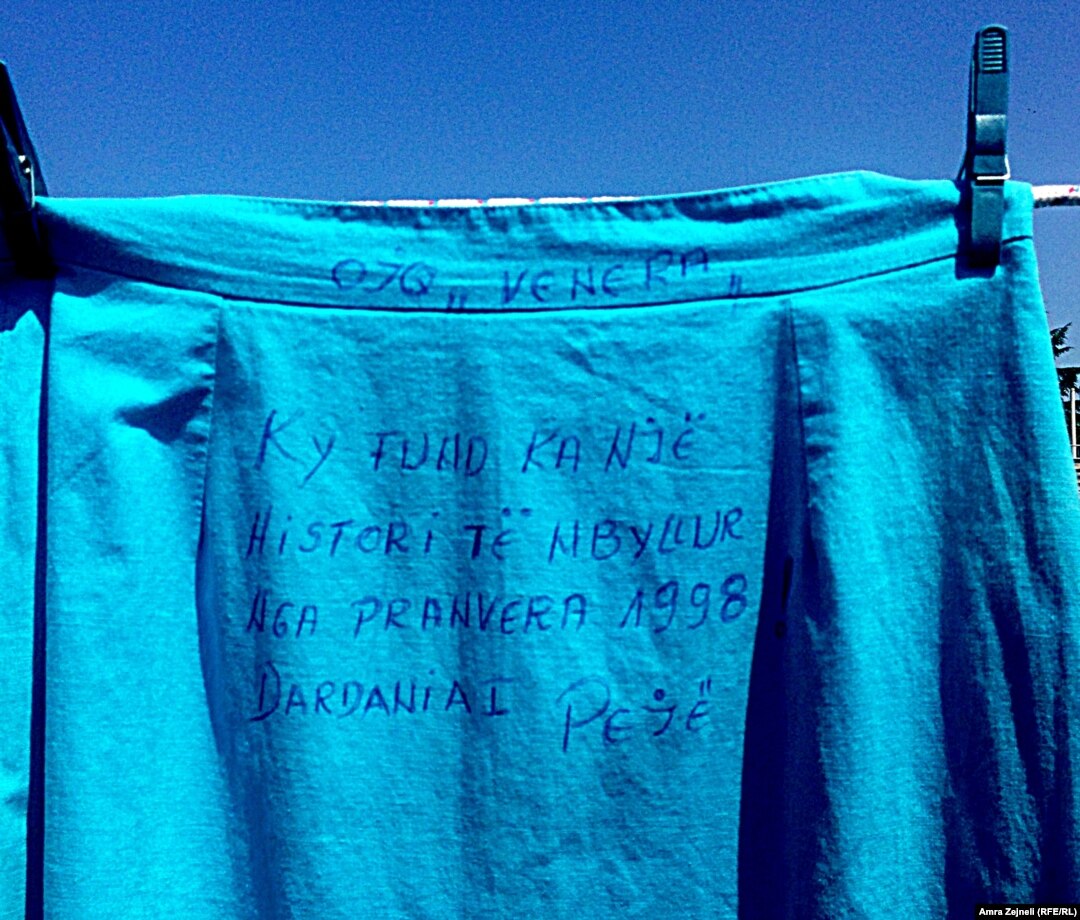 OJQ „ VENERA „
Ky FUND KA NJË
HiSTORi TË MBYLLUR
NGA PRANVERA 1998
DARDANiA I PEJË
Amra Zejneli (RFE/RL)